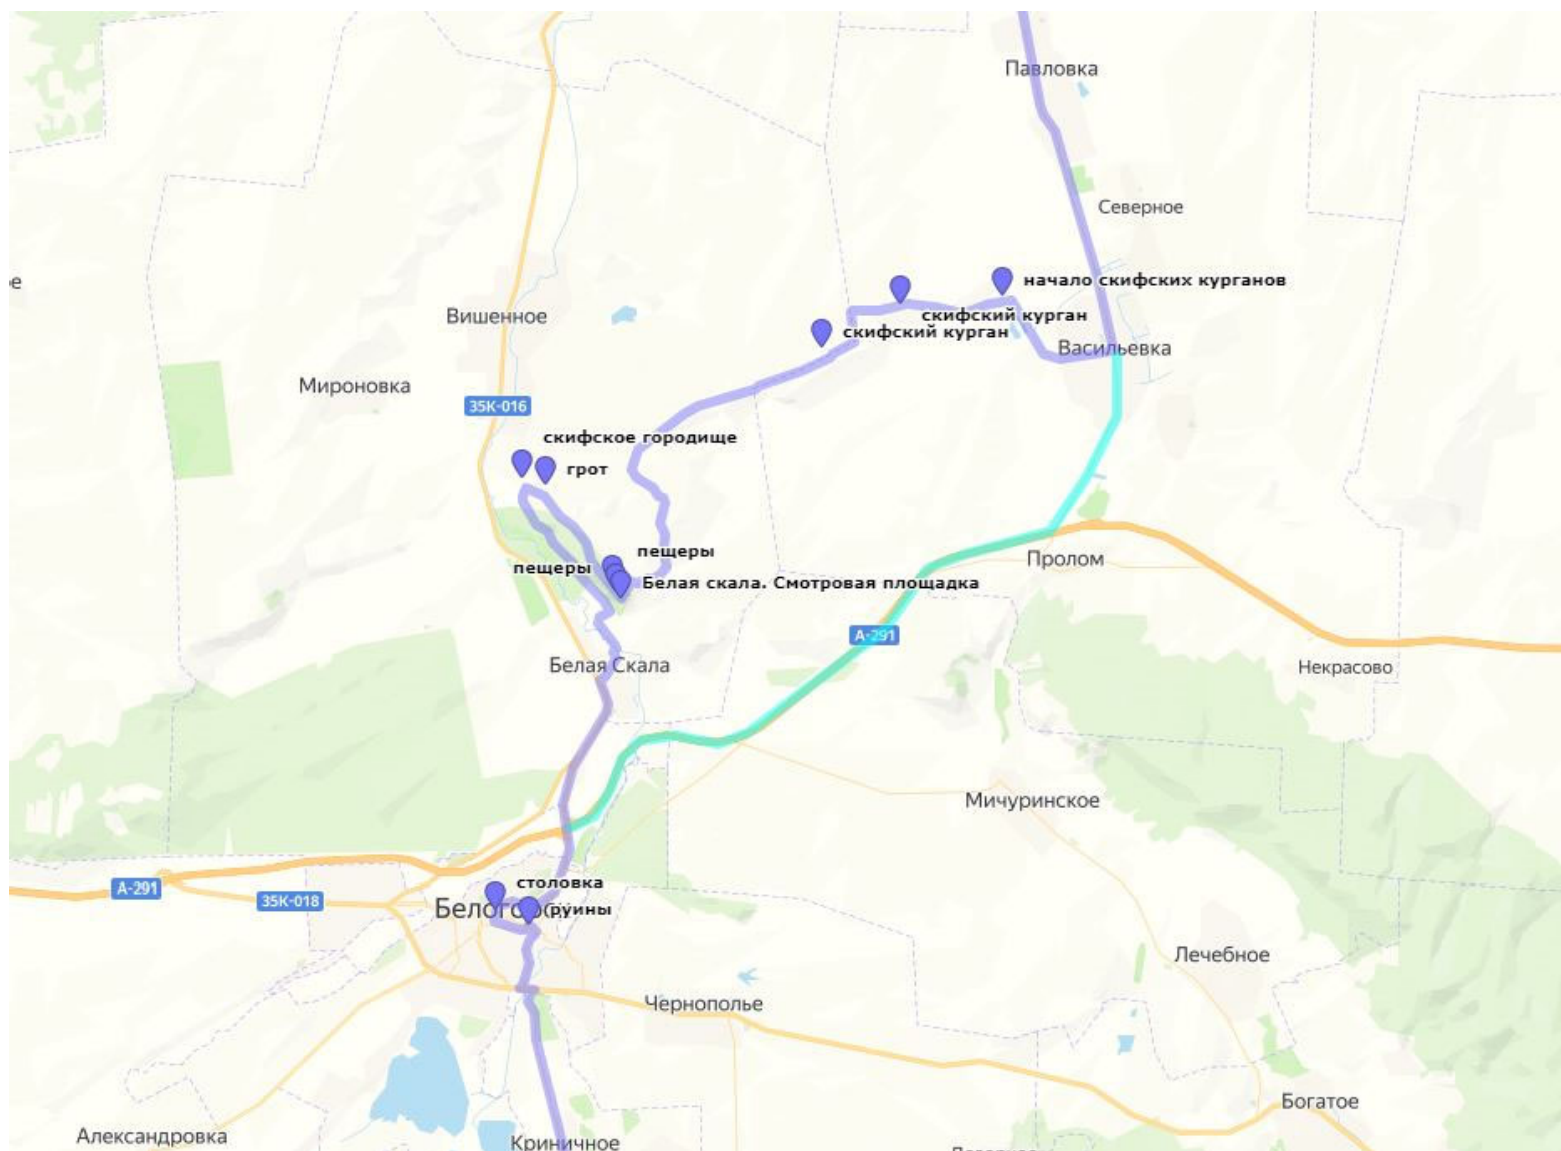 Павловка
Северное
е
начало скифских курганов
Вишенное
скифский курган
скифский курган
Васильевка
Мироновка
35К-016
скифское городище
грот
пещеры
Пролом
пещеры
Белая скала. Смотровая площадка
А-291
Белая Скала
Некрасово
Мичуринское
столовка
А-291
35К-018
Белогорск
руины
Лечебное
Чернополье
Богатое
Александровка
Криничное